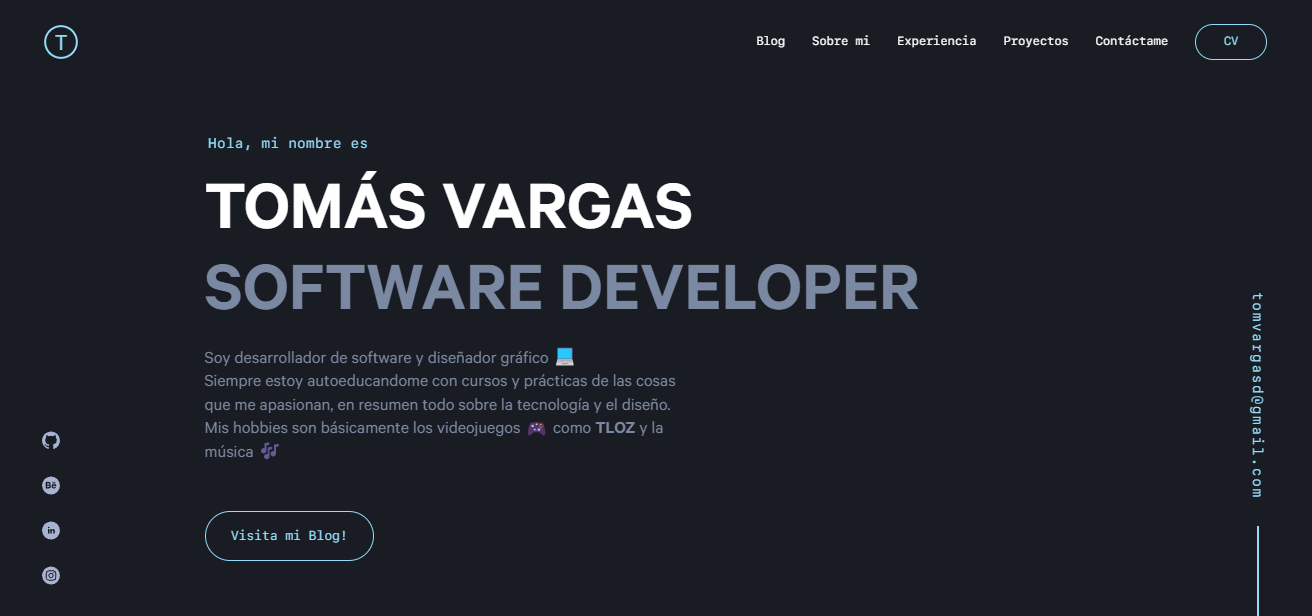 T
Blog Sobre mi Experiencia Proyectos Contáctame CV
Hola, mi nombre es
TOMÁS VARGAS
SOFTWARE DEVELOPER
Soy desarrollador de software y diseñador gráfico 💻
Siempre estoy autoeducandome con cursos y prácticas de las cosas
que me apasionan, en resumen todo sobre la tecnología y el diseño.
Mis hobbies son básicamente los videojuegos 🎮 como TLOZ y la
música 🎶
Visita mi Blog!
Bē
in
tomvargasd@gmail.com